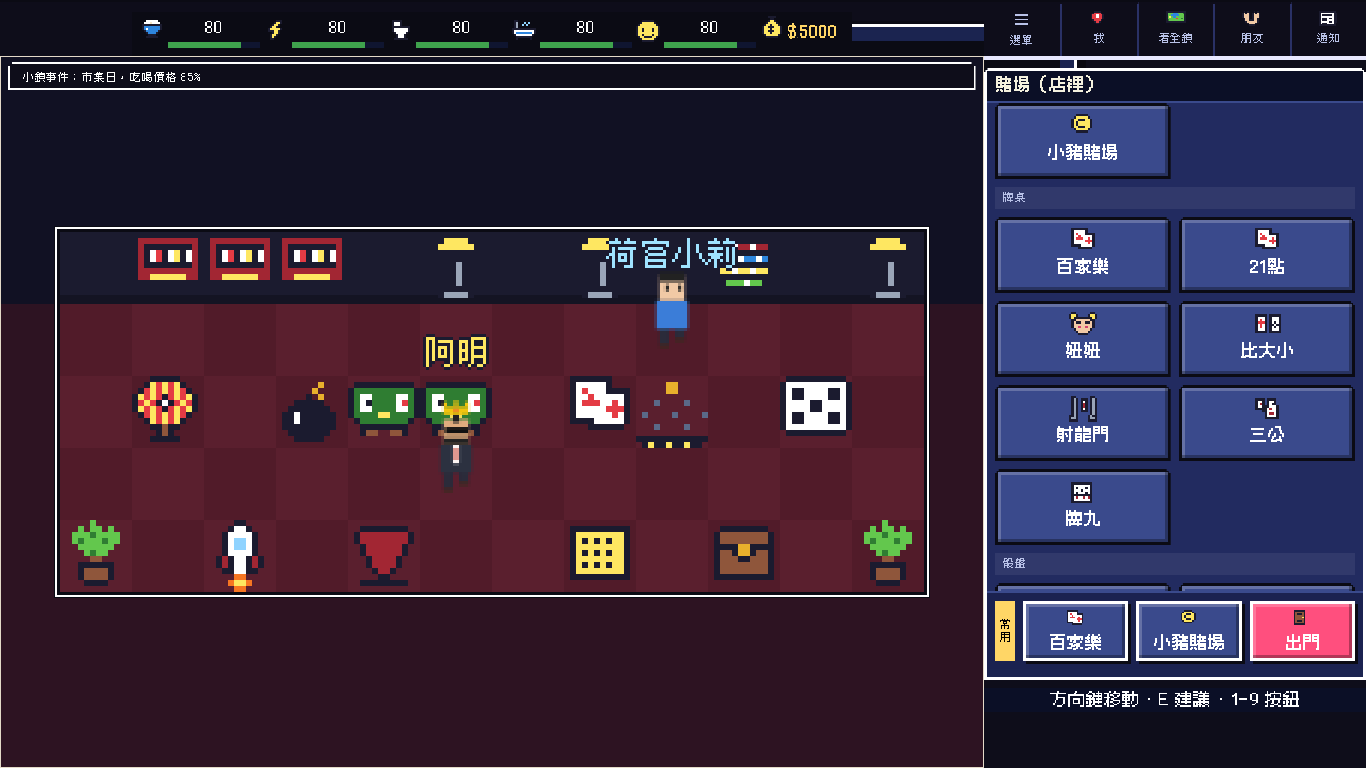 80
80
80
80
80
$5000
選單
我
看全鎮
朋友
通知
小鎮事件：市集日，吃喝價格 85%
荷官小莉
阿明
賭場（店裡）
小豬賭場
牌桌
百家樂
21點
妞妞
比大小
射龍門
三公
牌九
骰盤
常用
百家樂
小豬賭場
出門
方向鍵移動 · E 建議 · 1-9 按鈕